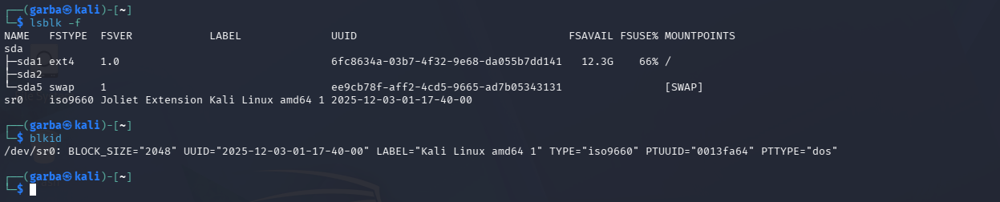 ┌──(garba㉿kali)-[~]
└─$ lsblk -f
NAME   FSTYPE  FSVER            LABEL              UUID                                 FSAVAIL FSUSE% MOUNTPOINTS
sda
├─sda1 ext4    1.0                                 6fc8634a-03b7-4f32-9e68-da055b7dd141   12.3G    66% /
├─sda2
└─sda5 swap    1                                   ee9cb78f-aff2-4cd5-9665-ad7b05343131                [SWAP]
sr0    iso9660 Joliet Extension Kali Linux amd64 1 2025-12-03-01-17-40-00

┌──(garba㉿kali)-[~]
└─$ blkid
/dev/sr0: BLOCK_SIZE="2048" UUID="2025-12-03-01-17-40-00" LABEL="Kali Linux amd64 1" TYPE="iso9660" PTUUID="0013fa64" PTTYPE="dos"

┌──(garba㉿kali)-[~]
└─$